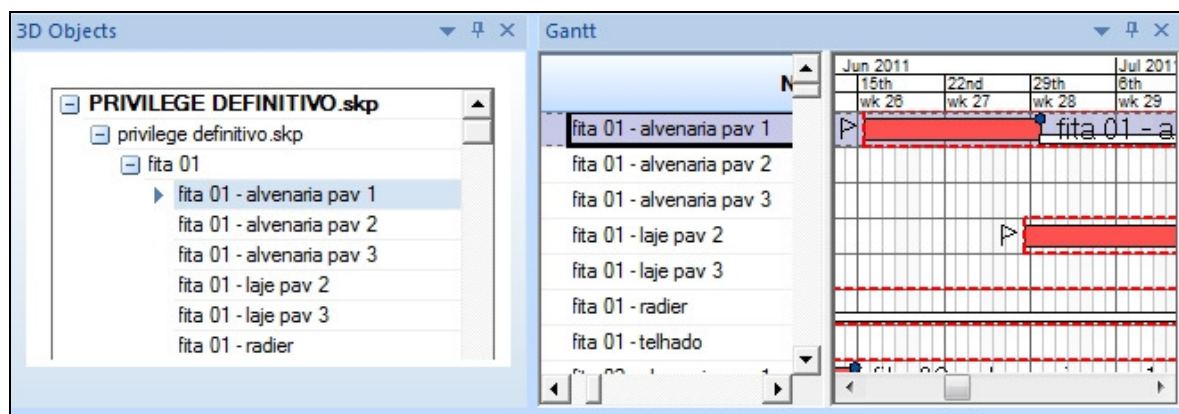 3D Objects
PRIVILEGE DEFINITIVO.skp
privilege definitivo.skp
fita 01
fita 01 - alvenaria pav 1
fita 01 - alvenaria pav 2
fita 01 - alvenaria pav 3
fita 01 - laje pav 2
fita 01 - laje pav 3
fita 01 - radier
Gantt
N
fita 01 - alvenaria pav 1
fita 01 - alvenaria pav 2
fita 01 - alvenaria pav 3
fita 01 - laje pav 2
fita 01 - laje pav 3
fita 01 - radier
fita 01 - telhado
Jun 2011 Jul 201
15th 22nd 29th 6th
wk 26 wk 27 wk 28 wk 29
fita 01 - a